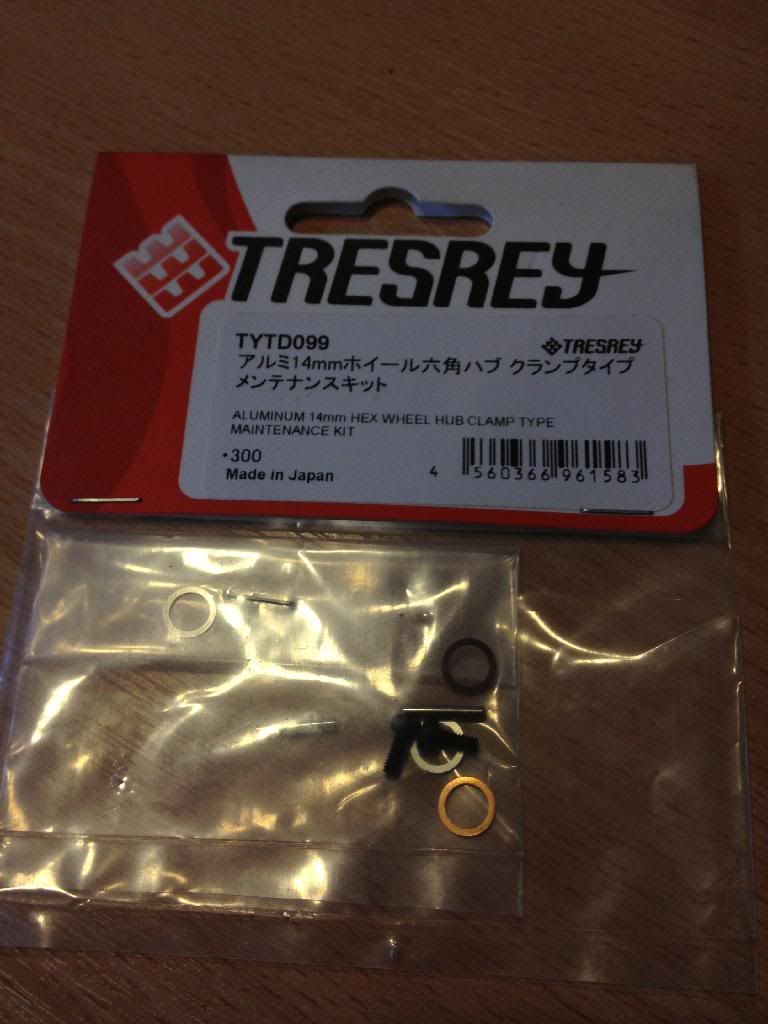 TRESREY
TYTD099
TRESREY
アルミ14mmホイール六角ハブ クランプタイプ
メンテナンスキット
ALUMINUM 14mm HEX WHEEL HUB CLAMP TYPE
MAINTENANCE KIT
・300
Made in Japan
4 560366 961583